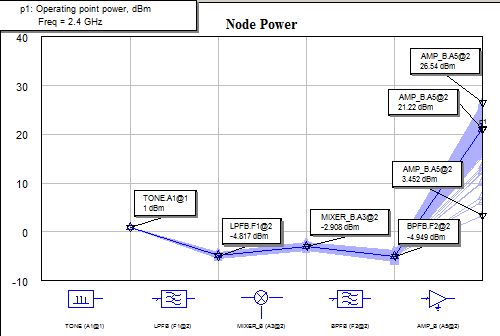 p1: Operating point power, dBm
Freq = 2.4 GHz
Node Power
40
30
20
10
0
-10
AMP_B.A5@2
26.54 dBm
AMP_B.A5@2
21.22 dBm
AMP_B.A5@2
3.452 dBm
TONE.A1@1
1 dBm
LPFB.F1@2
-4.817 dBm
MIXER_B.A3@2
-2.908 dBm
BPFB.F2@2
-4.949 dBm
TONE (A1@1)
LPFB (F1@2)
MIXER_B (A3@2)
BPFB (F2@2)
AMP_B (A5@2)